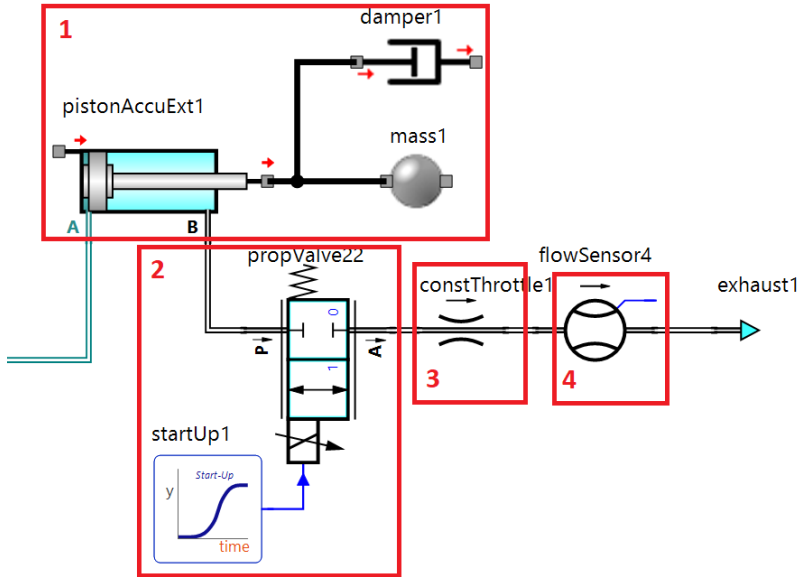 1
damper1
pistonAccuExt1
mass1
A
B
2
propValve22
flowSensor4
constThrottle1
exhaust1
0
P
A
1
3
4
startUp1
Start-Up
y
time